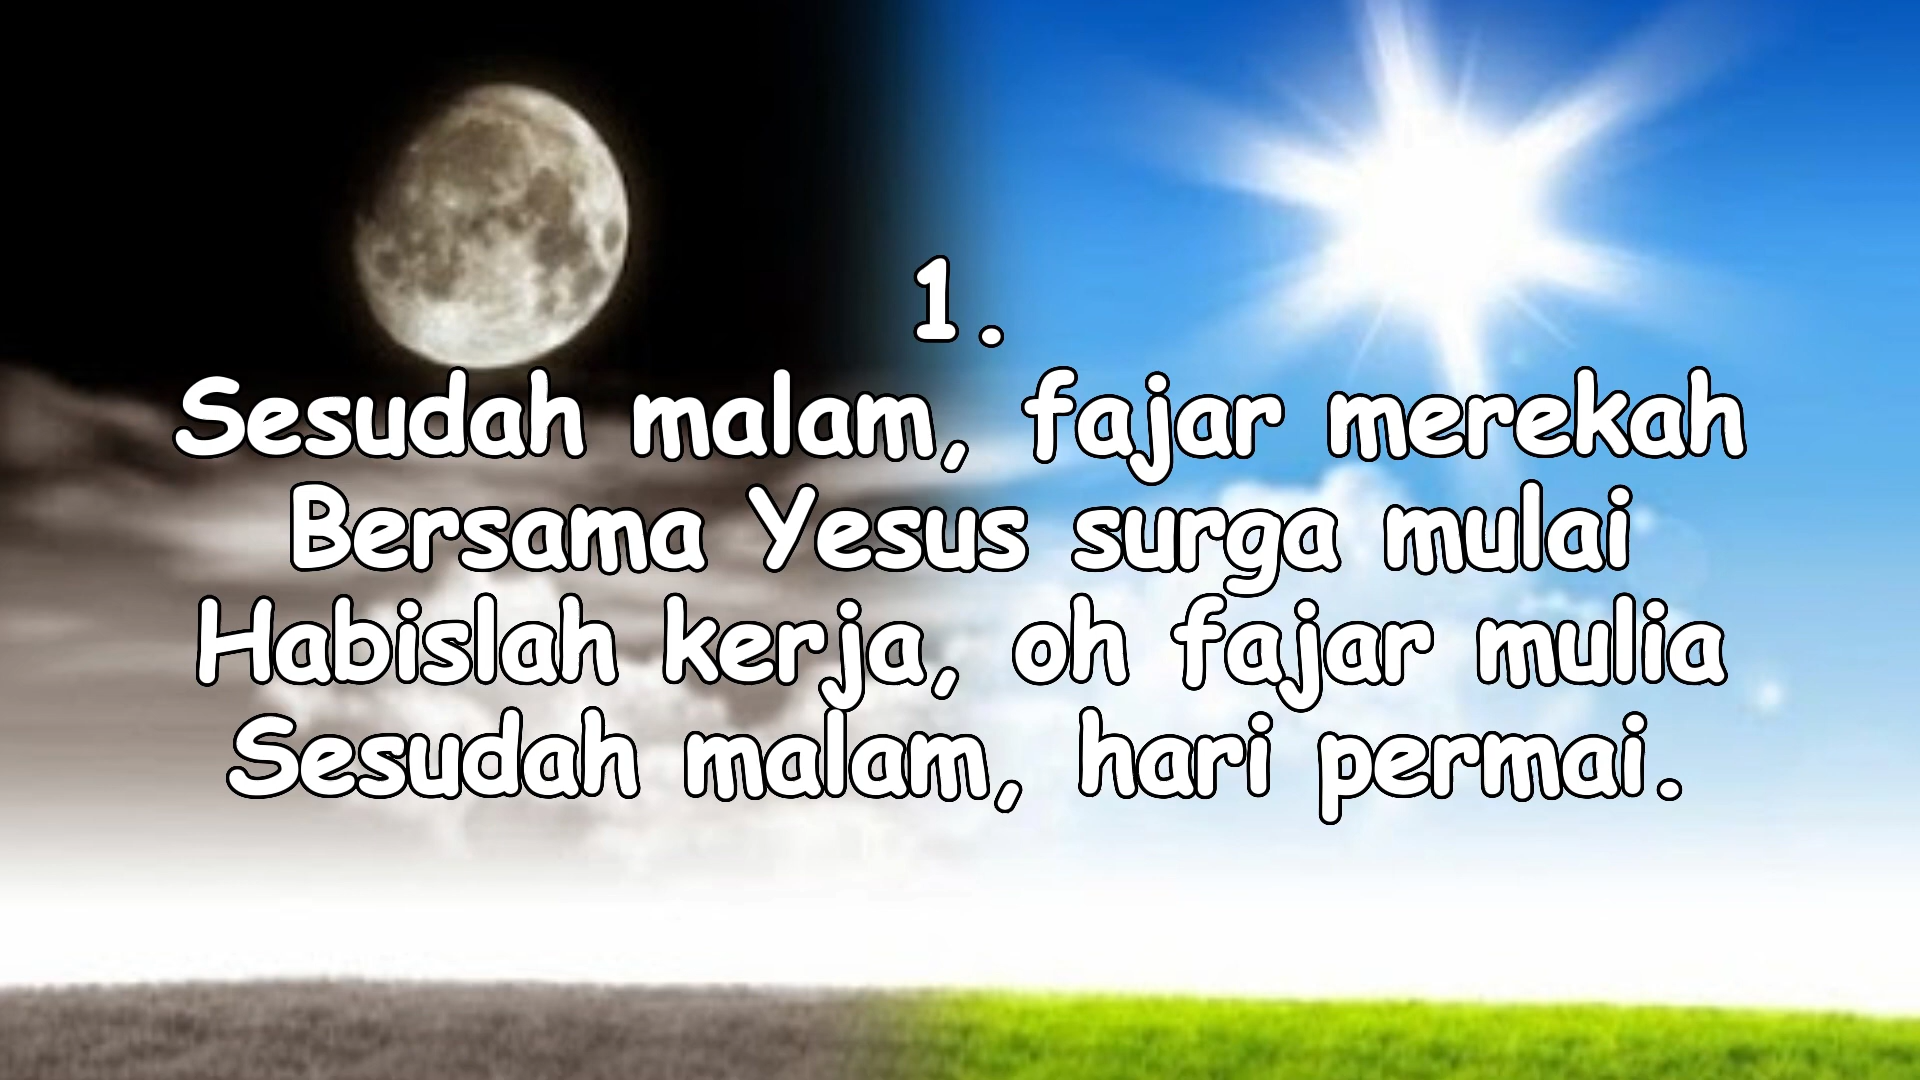 1.
Sesudah malam, fajar merekah
Bersama Yesus surga mulai
Habislah kerja, oh fajar mulia
Sesudah malam, hari permai.